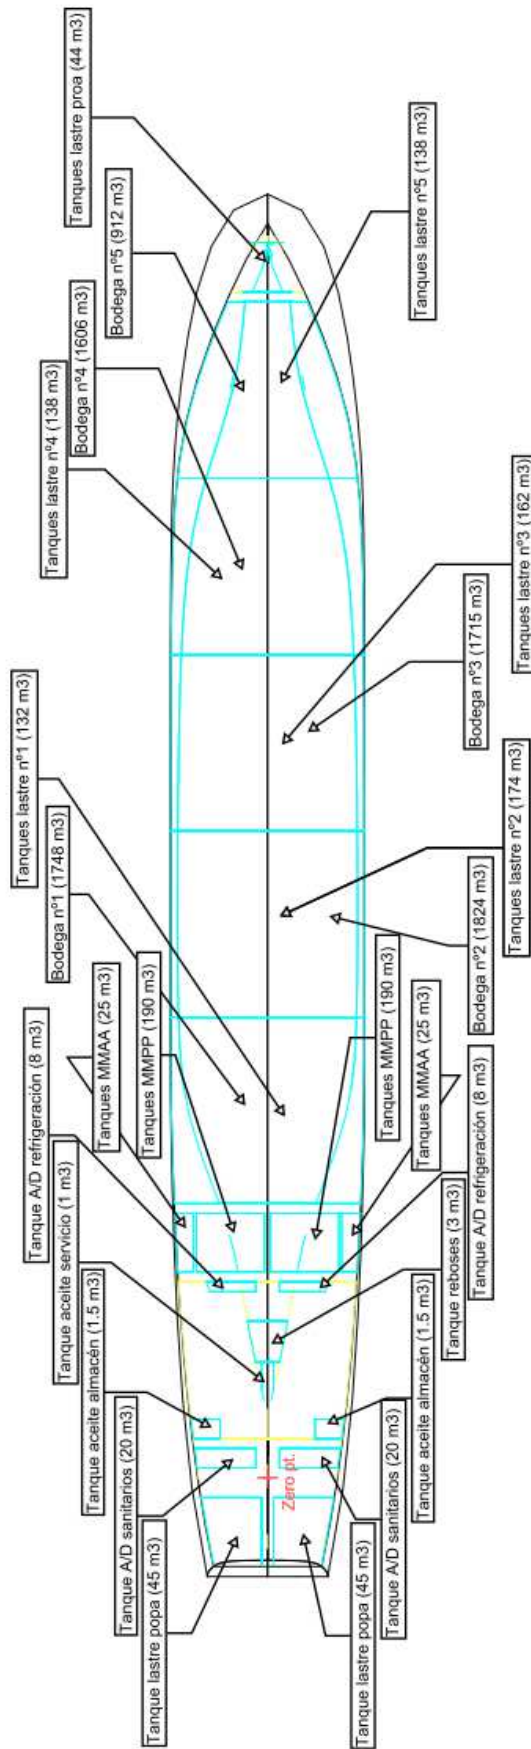 Tanque lastre popa (45 m3)
Tanque A/D sanitarios (20 m3)
Tanque aceite almacén (1.5 m3)
Tanque aceite servicio (1 m3)
Tanque A/D refrigeración (8 m3)
Tanques MMAA (25 m3)
Tanques MMPP (190 m3)
Bodega nº1 (1748 m3)
Tanques lastre nº1 (132 m3)
Tanques lastre nº4 (138 m3)
Bodega nº4 (1606 m3)
Bodega nº5 (912 m3)
Tanques lastre proa (44 m3)
Zero pt.
Tanque lastre popa (45 m3)
Tanque A/D sanitarios (20 m3)
Tanque aceite almacén (1.5 m3)
Tanque reboses (3 m3)
Tanque A/D refrigeración (8 m3)
Tanques MMAA (25 m3)
Tanques MMPP (190 m3)
Bodega nº2 (1824 m3)
Tanques lastre nº2 (174 m3)
Bodega nº3 (1715 m3)
Tanques lastre nº3 (162 m3)
Tanques lastre nº5 (138 m3)